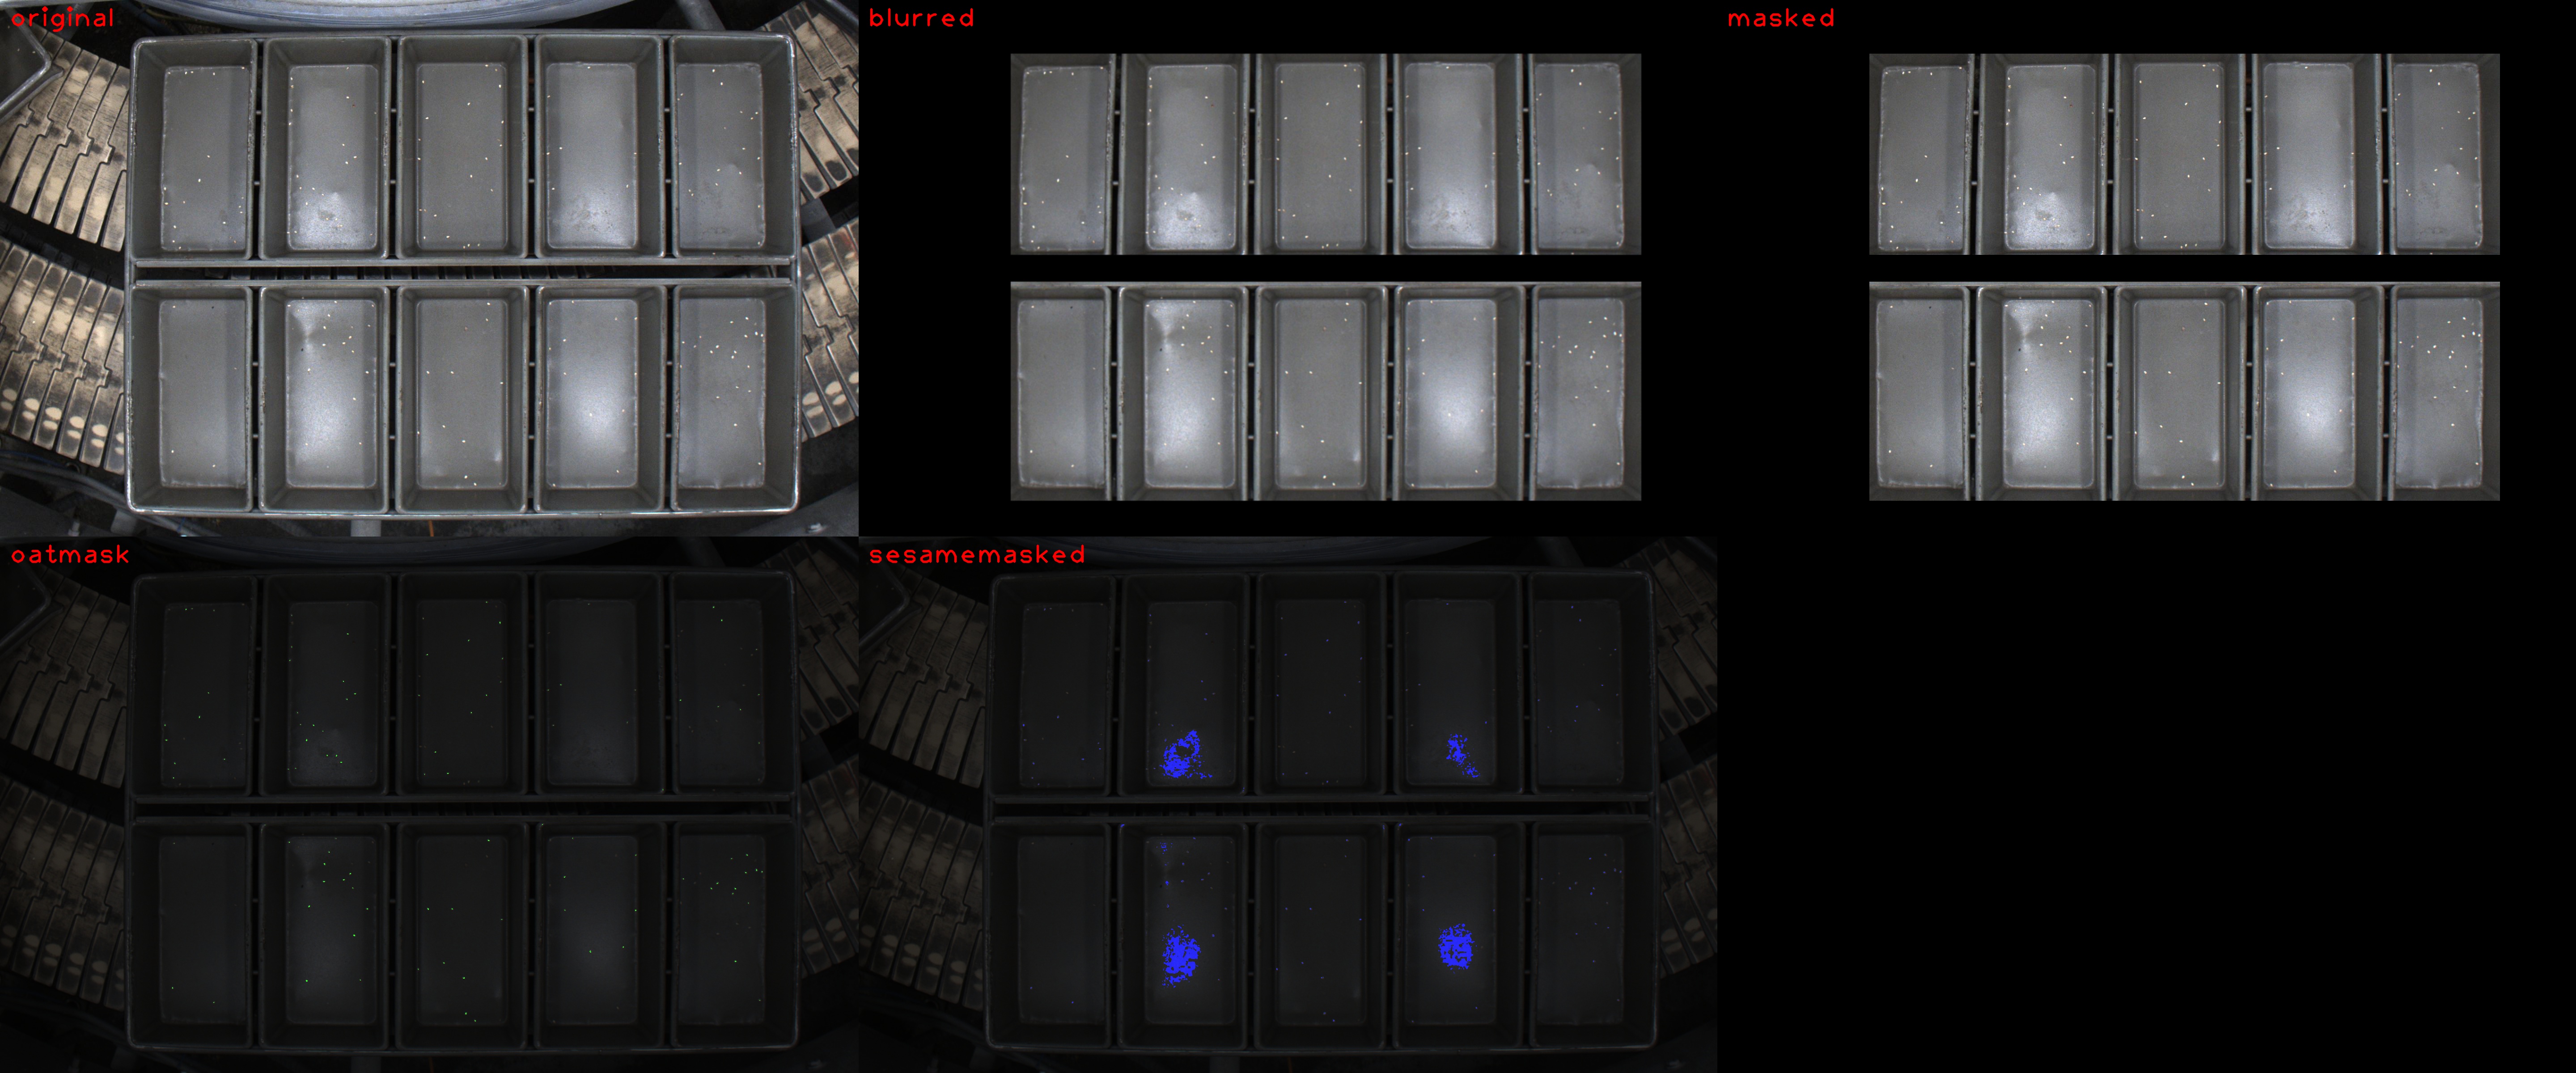 original
blurred
masked
oatmask
sesamemasked